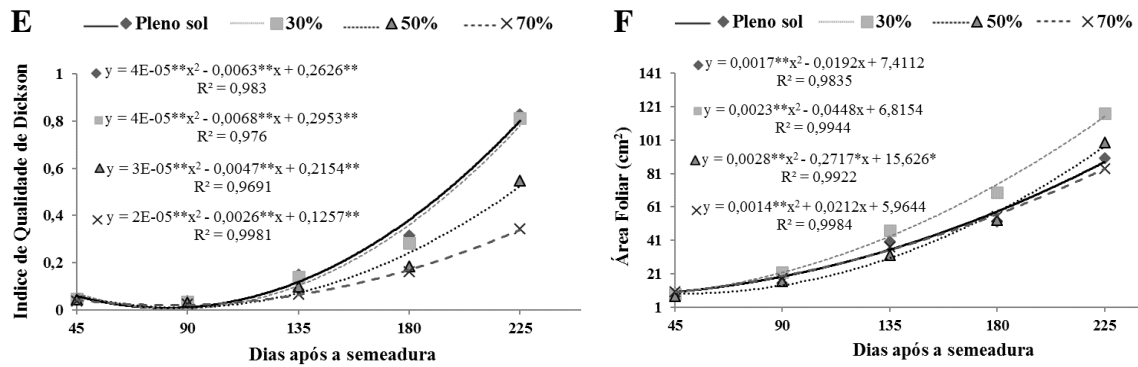 E
Pleno sol 30% 50% 70%
Indice de Qualidade de Dickson
1
0,8
0,6
0,4
0,2
0
y = 4E-05**x² - 0,0063**x + 0,2626**
R² = 0,983
y = 4E-05**x² - 0,0068**x + 0,2953**
R² = 0,976
y = 3E-05**x² - 0,0047**x + 0,2154**
R² = 0,9691
y = 2E-05**x² - 0,0026**x + 0,1257**
R² = 0,9981
45 90 135 180 225
Dias após a semeadura
F
Pleno sol 30% 50% 70%
Área Foliar (cm²)
141
121
101
81
61
41
21
1
y = 0,0017**x² - 0,0192x + 7,4112
R² = 0,9835
y = 0,0023**x² - 0,0448x + 6,8154
R² = 0,9944
y = 0,0028**x² - 0,2717*x + 15,626*
R² = 0,9922
y = 0,0014**x² + 0,0212x + 5,9644
R² = 0,9984
45 90 135 180 225
Dias após a semeadura